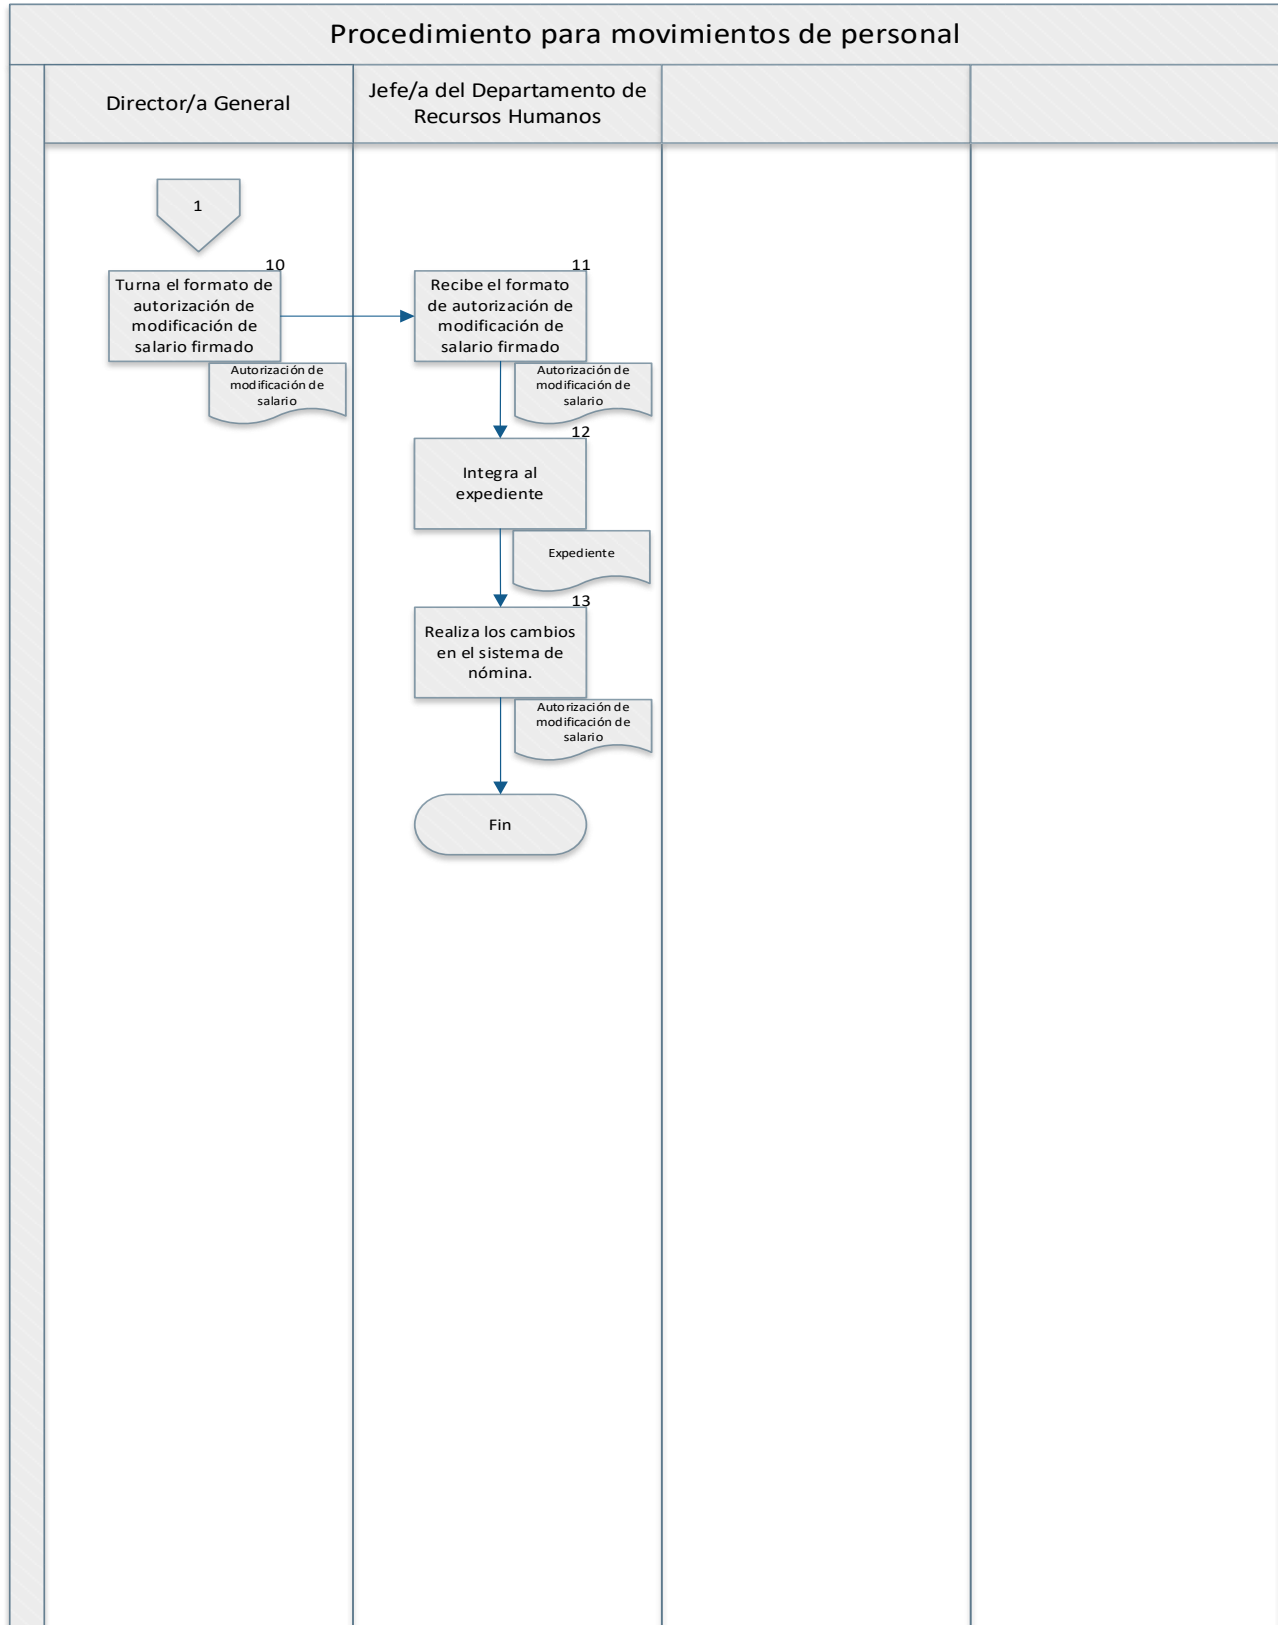 Procedimiento para movimientos de personal
Director/a General
Jefe/a del Departamento de
Recursos Humanos
1
10
Turna el formato de
autorización de
modificación de
salario firmado
Autorización de
modificación de
salario
11
Recibe el formato
de autorización de
modificación de
salario firmado
Autorización de
modificación de
salario
12
Integra al
expediente
Expediente
13
Realiza los cambios
en el sistema de
nómina.
Autorización de
modificación de
salario
Fin